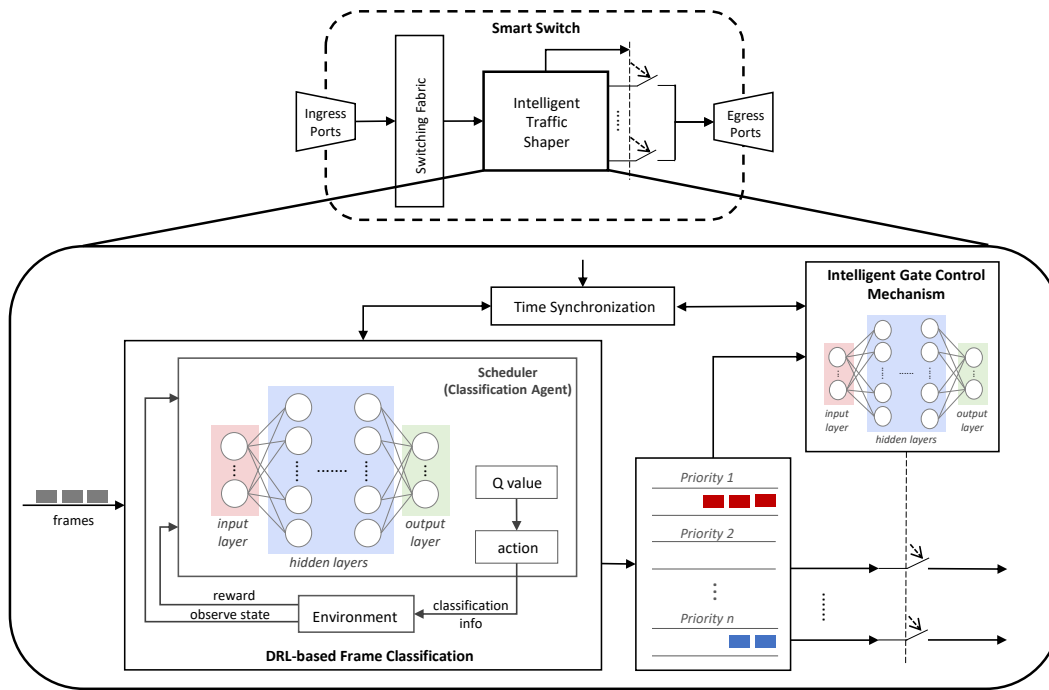 Smart Switch
Ingress
Ports
Switching Fabric
Intelligent
Traffic
Shaper
Egress
Ports
Time Synchronization
Intelligent Gate Control
Mechanism
input
layer
hidden layers
output
layer
Scheduler
(Classification Agent)
frames
input
layer
hidden layers
output
layer
Q value
action
reward
observe state
Environment
classification
info
DRL-based Frame Classification
Priority 1
Priority 2
Priority n